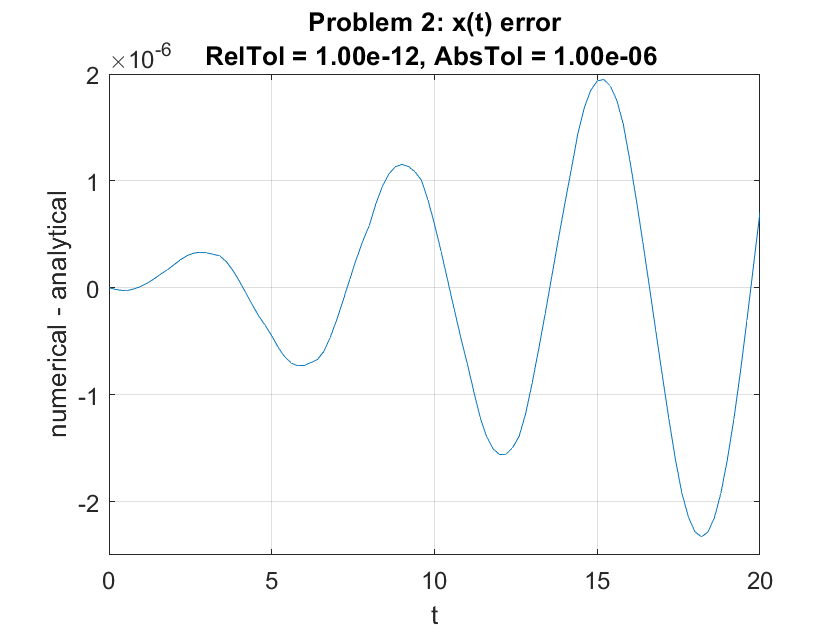 Problem 2: x(t) error
RelTol = 1.00e-12, AbsTol = 1.00e-06
×10^-6
2
1
0
-1
-2
numerical - analytical
0 5 10 15 20
t